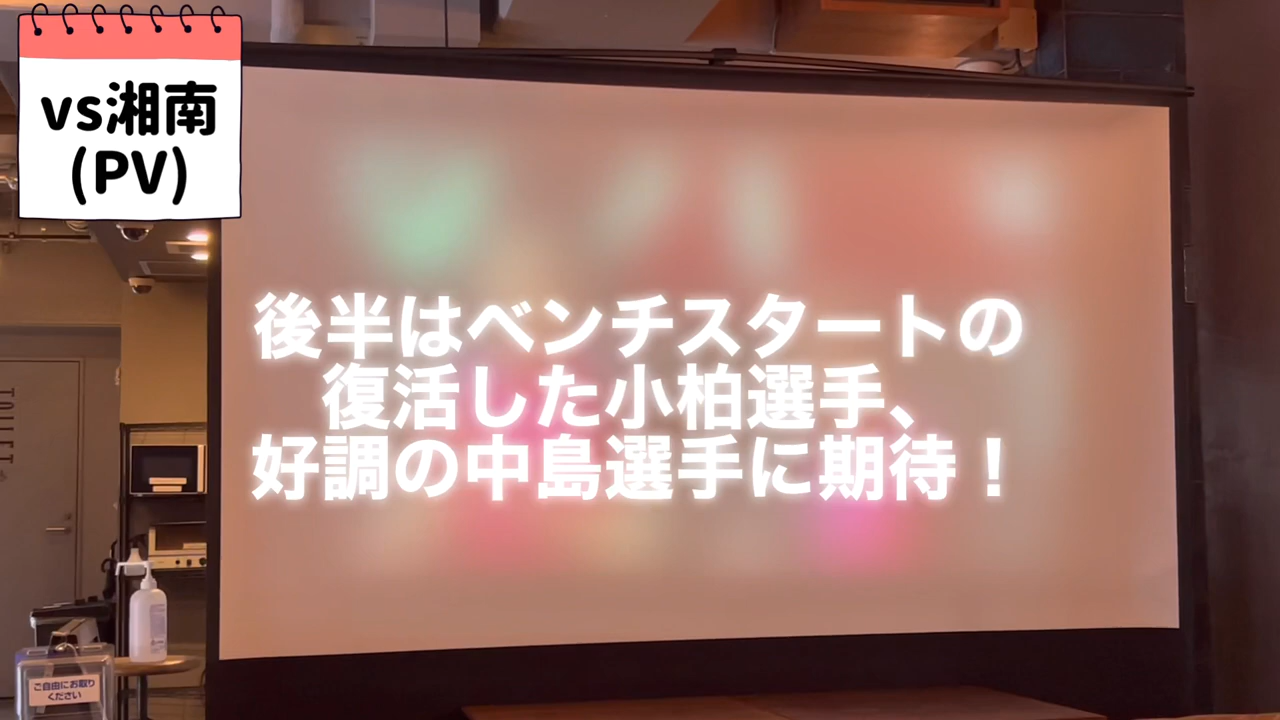 vs湘南
(PV)
後半はベンチスタートの
復活した小柏選手、
好調の中島選手に期待！
TOILET
ご自由にお取り
ください